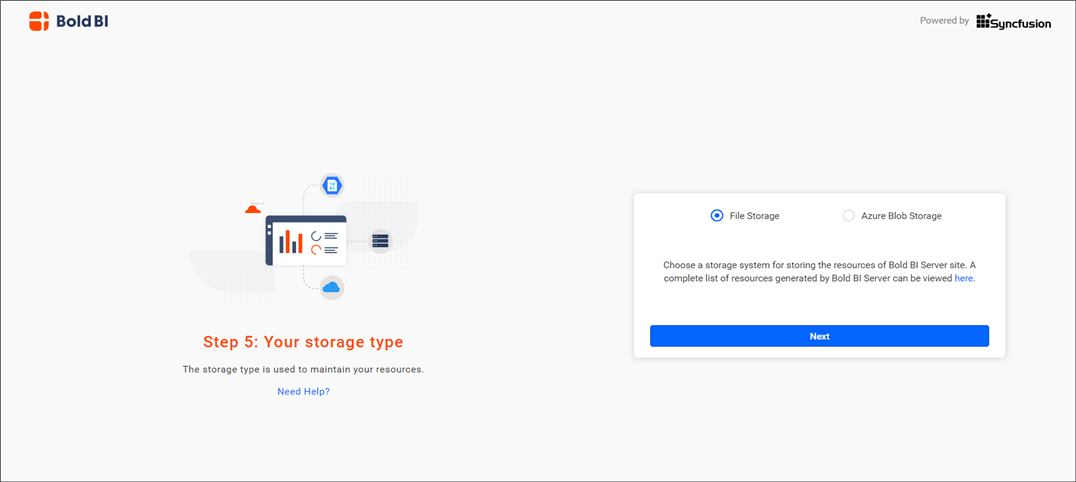 Bold BI
Powered by Syncfusion
File Storage
Azure Blob Storage
Choose a storage system for storing the resources of Bold BI Server site. A
complete list of resources generated by Bold BI Server can be viewed here.
Next
Step 5: Your storage type
The storage type is used to maintain your resources.
Need Help?